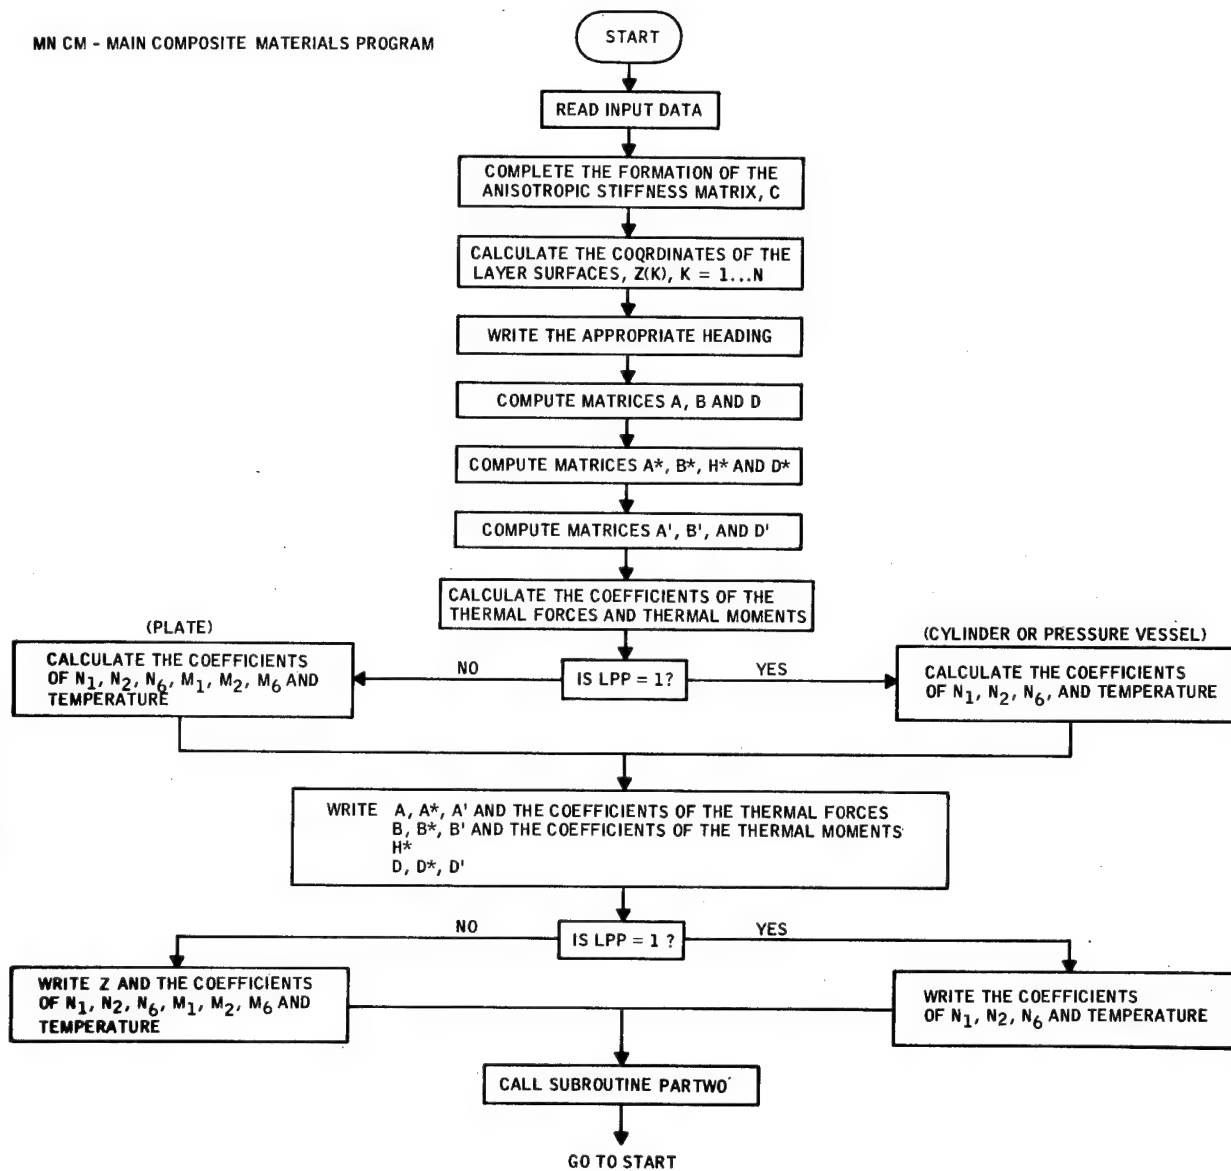 MN CM - MAIN COMPOSITE MATERIALS PROGRAM
START
READ INPUT DATA
COMPLETE THE FORMATION OF THE
ANISOTROPIC STIFFNESS MATRIX, C
CALCULATE THE COORDINATES OF THE
LAYER SURFACES, Z(K), K = 1...N
WRITE THE APPROPRIATE HEADING
COMPUTE MATRICES A, B AND D
COMPUTE MATRICES A*, B*, H* AND D*
COMPUTE MATRICES A', B', AND D'
CALCULATE THE COEFFICIENTS OF THE
THERMAL FORCES AND THERMAL MOMENTS
(PLATE)
CALCULATE THE COEFFICIENTS
OF N₁, N₂, N₆, M₁, M₂, M₆ AND
TEMPERATURE
NO
IS LPP = 1?
YES
(CYLINDER OR PRESSURE VESSEL)
CALCULATE THE COEFFICIENTS
OF N₁, N₂, N₆, AND TEMPERATURE
WRITE A, A*, A' AND THE COEFFICIENTS OF THE THERMAL FORCES
B, B*, B' AND THE COEFFICIENTS OF THE THERMAL MOMENTS
H*
D, D*, D'
NO
IS LPP = 1 ?
YES
WRITE Z AND THE COEFFICIENTS
OF N₁, N₂, N₆, M₁, M₂, M₆ AND
TEMPERATURE
WRITE THE COEFFICIENTS
OF N₁, N₂, N₆ AND TEMPERATURE
CALL SUBROUTINE PARTWO
GO TO START